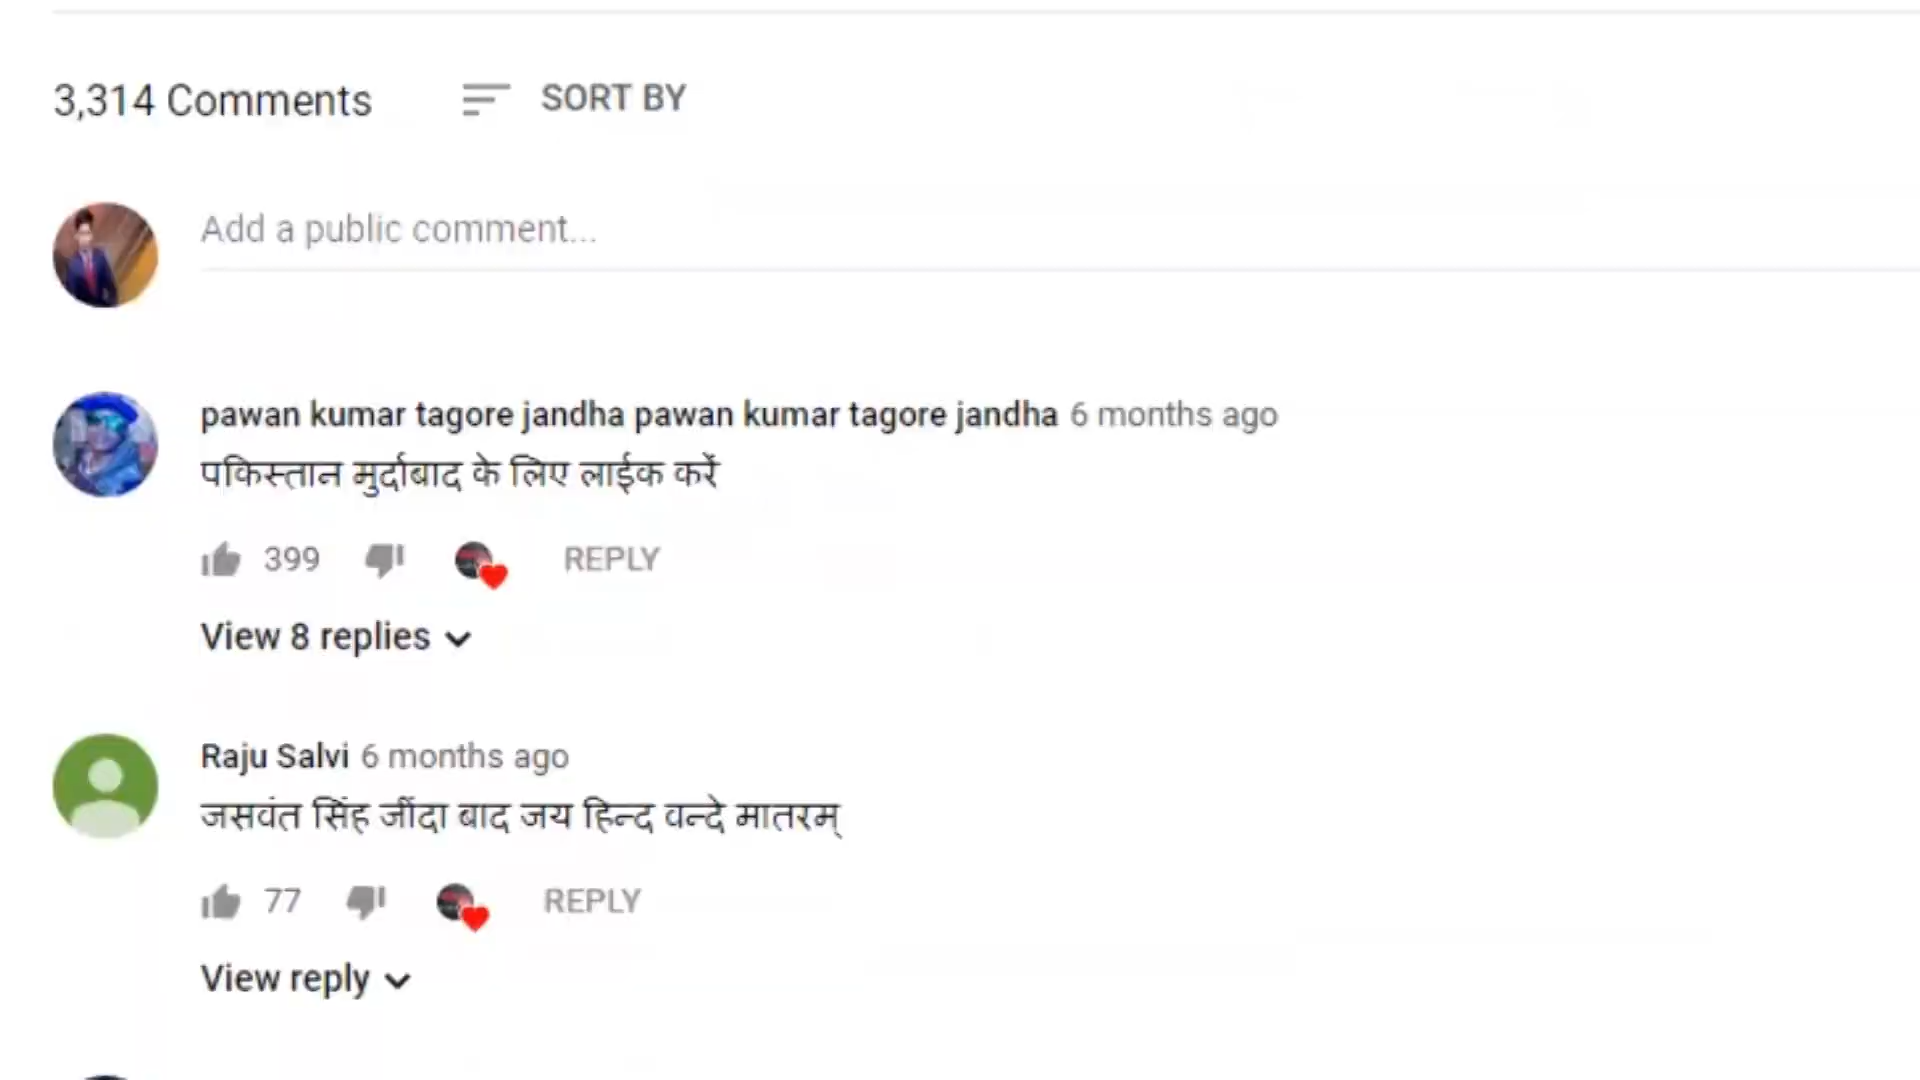 3,314 Comments SORT BY
Add a public comment...
pawan kumar tagore jandha pawan kumar tagore jandha 6 months ago
पकिस्तान मुर्दाबाद के लिए लाईक करें
399 REPLY
View 8 replies
Raju Salvi 6 months ago
जसवंत सिंह जींदा बाद जय हिन्द वन्दे मातरम्
77 REPLY
View reply